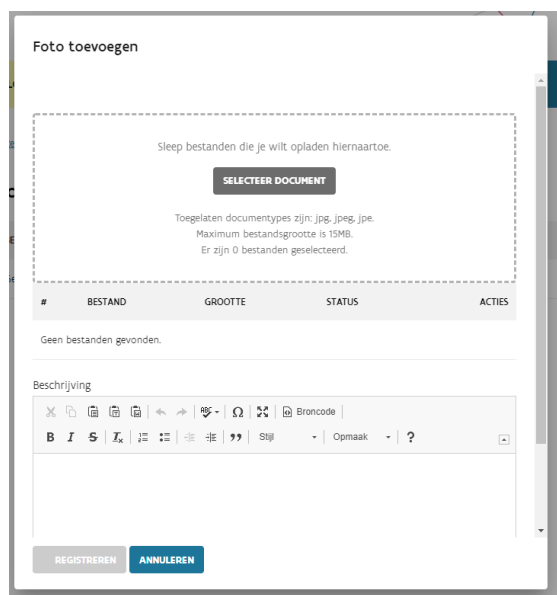 Foto toevoegen
Sleep bestanden die je wilt opladen hiernaartoe.
SELECTEER DOCUMENT
Toegelaten documenttypes zijn: jpg, jpeg, jpe.
Maximum bestandsgrootte is 15MB.
Er zijn 0 bestanden geselecteerd.
# BESTAND GROOTTE STATUS ACTIES
Geen bestanden gevonden.
Beschrijving
Broncode
Stijl Opmaak
REGISTREREN ANNULEREN